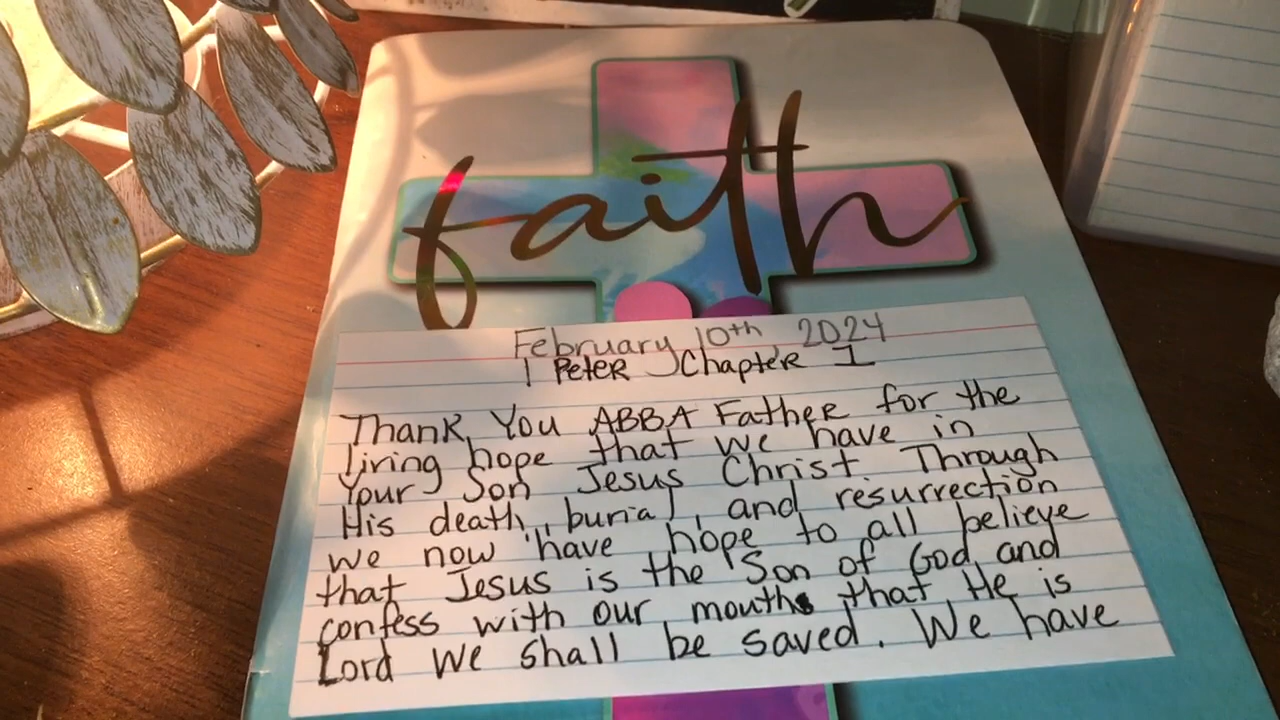 faith
February 10th, 2024
1 Peter Chapter 1
Thank You ABBA Father for the
living hope that we have in
Your Son Jesus Christ Through
His death, burial, and resurrection
we now have hope to all believe
that Jesus is the Son of God and
confess with our mouths that He is
Lord we shall be saved. We have